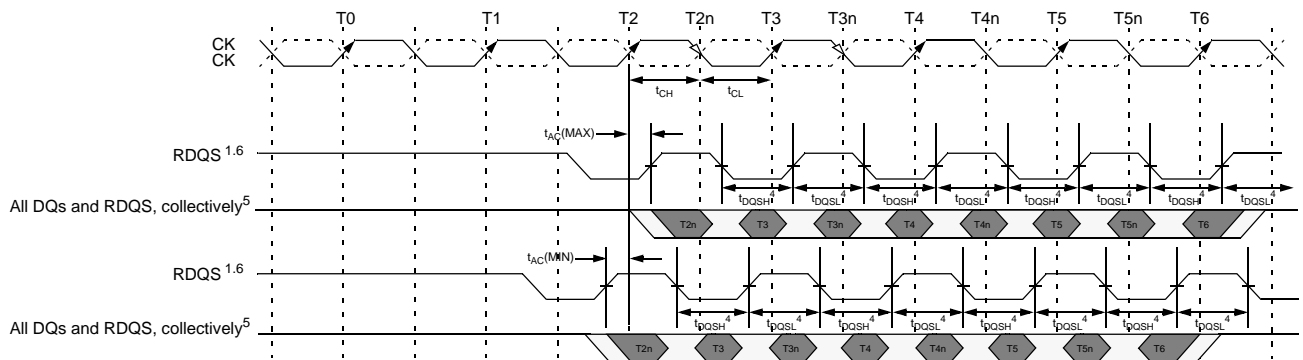 T0 T1 T2 T2n T3 T3n T4 T4n T5 T5n T6
CK
CK
tCH tCL
tAC(MAX)
RDQS 1.6
tDQSH4 tDQSL4 tDQSH4 tDQSL4 tDQSH4 tDQSL4 tDQSH4 tDQSL4
All DQs and RDQS, collectively5
T2n T3 T3n T4 T4n T5 T5n T6
tAC(MIN)
RDQS 1.6
tDQSH4 tDQSL4 tDQSH4 tDQSL4 tDQSH4 tDQSL4 tDQSH4 tDQSL4
All DQs and RDQS, collectively5
T2n T3 T3n T4 T4n T5 T5n T6